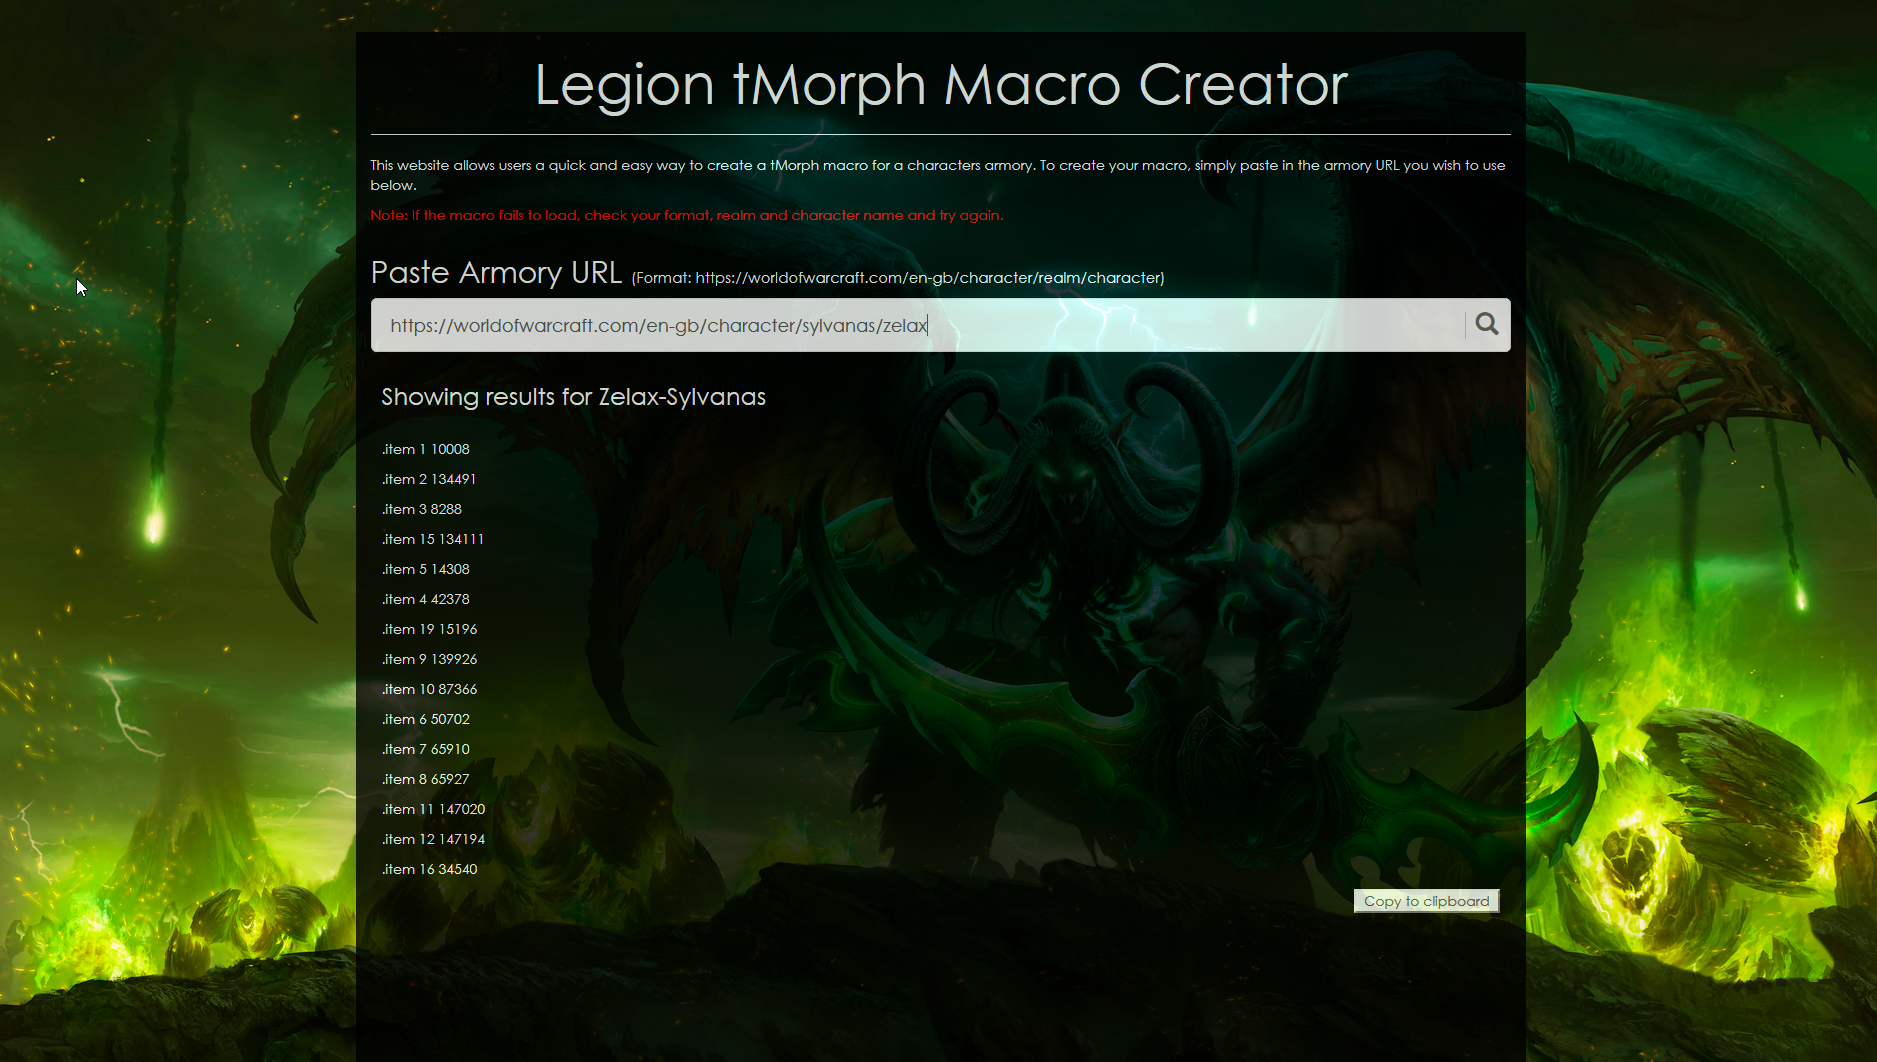 Legion tMorph Macro Creator
This website allows users a quick and easy way to create a tMorph macro for a characters armory. To create your macro, simply paste in the armory URL you wish to use
below.
Note: If the macro fails to load, check your format, realm and character name and try again.
Paste Armory URL (Format: https://worldofwarcraft.com/en-gb/character/realm/character)
https://worldofwarcraft.com/en-gb/character/sylvanas/zelax
Showing results for Zelax-Sylvanas
.item 1 10008
.item 2 134491
.item 3 8288
.item 15 134111
.item 5 14308
.item 4 42378
.item 19 15196
.item 9 139926
.item 10 87366
.item 6 50702
.item 7 65910
.item 8 65927
.item 11 147020
.item 12 147194
.item 16 34540
Copy to clipboard